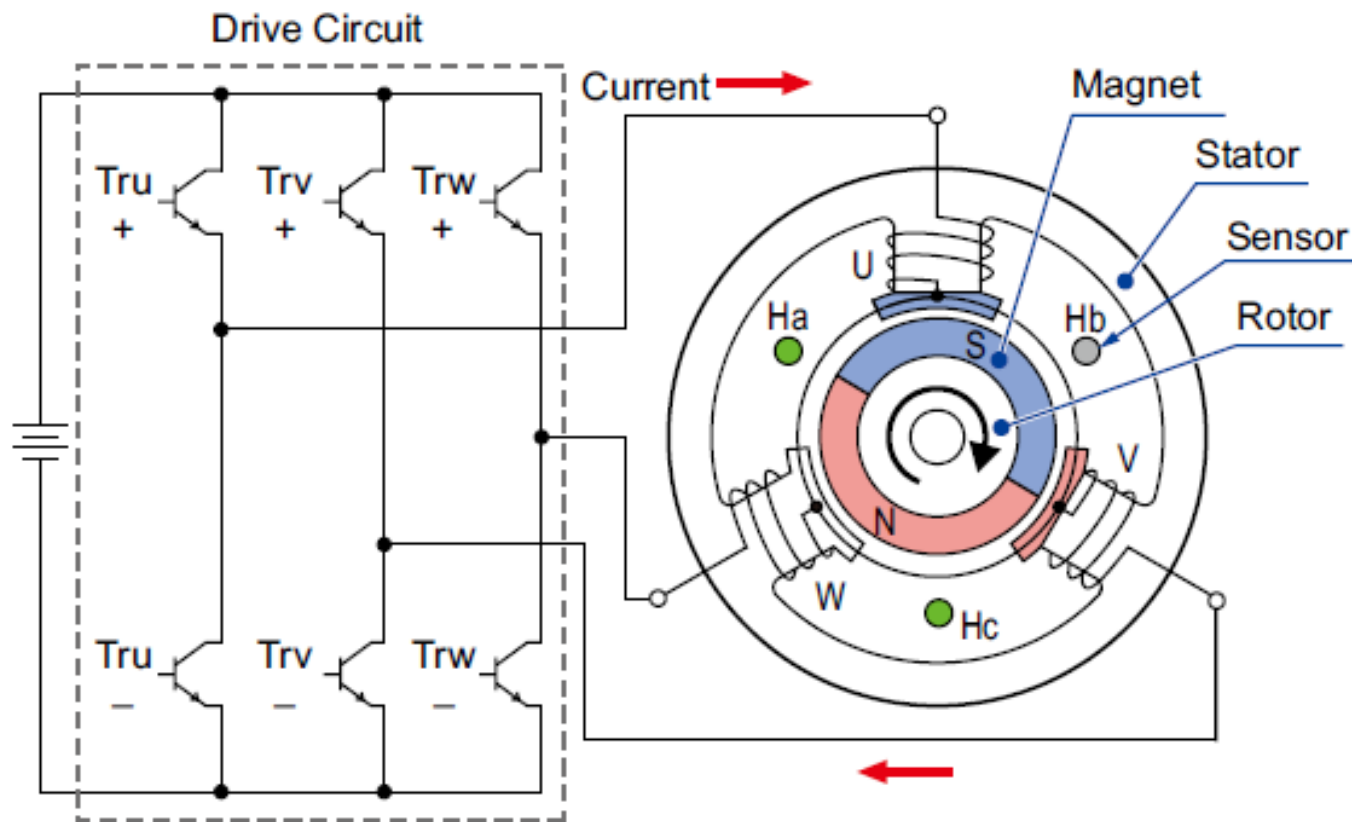 Drive Circuit
Current
Magnet
Stator
Sensor
Rotor
Tru
+
Trv
+
Trw
+
U
Ha
Hb
S
V
N
W
Hc
Tru
–
Trv
–
Trw
–